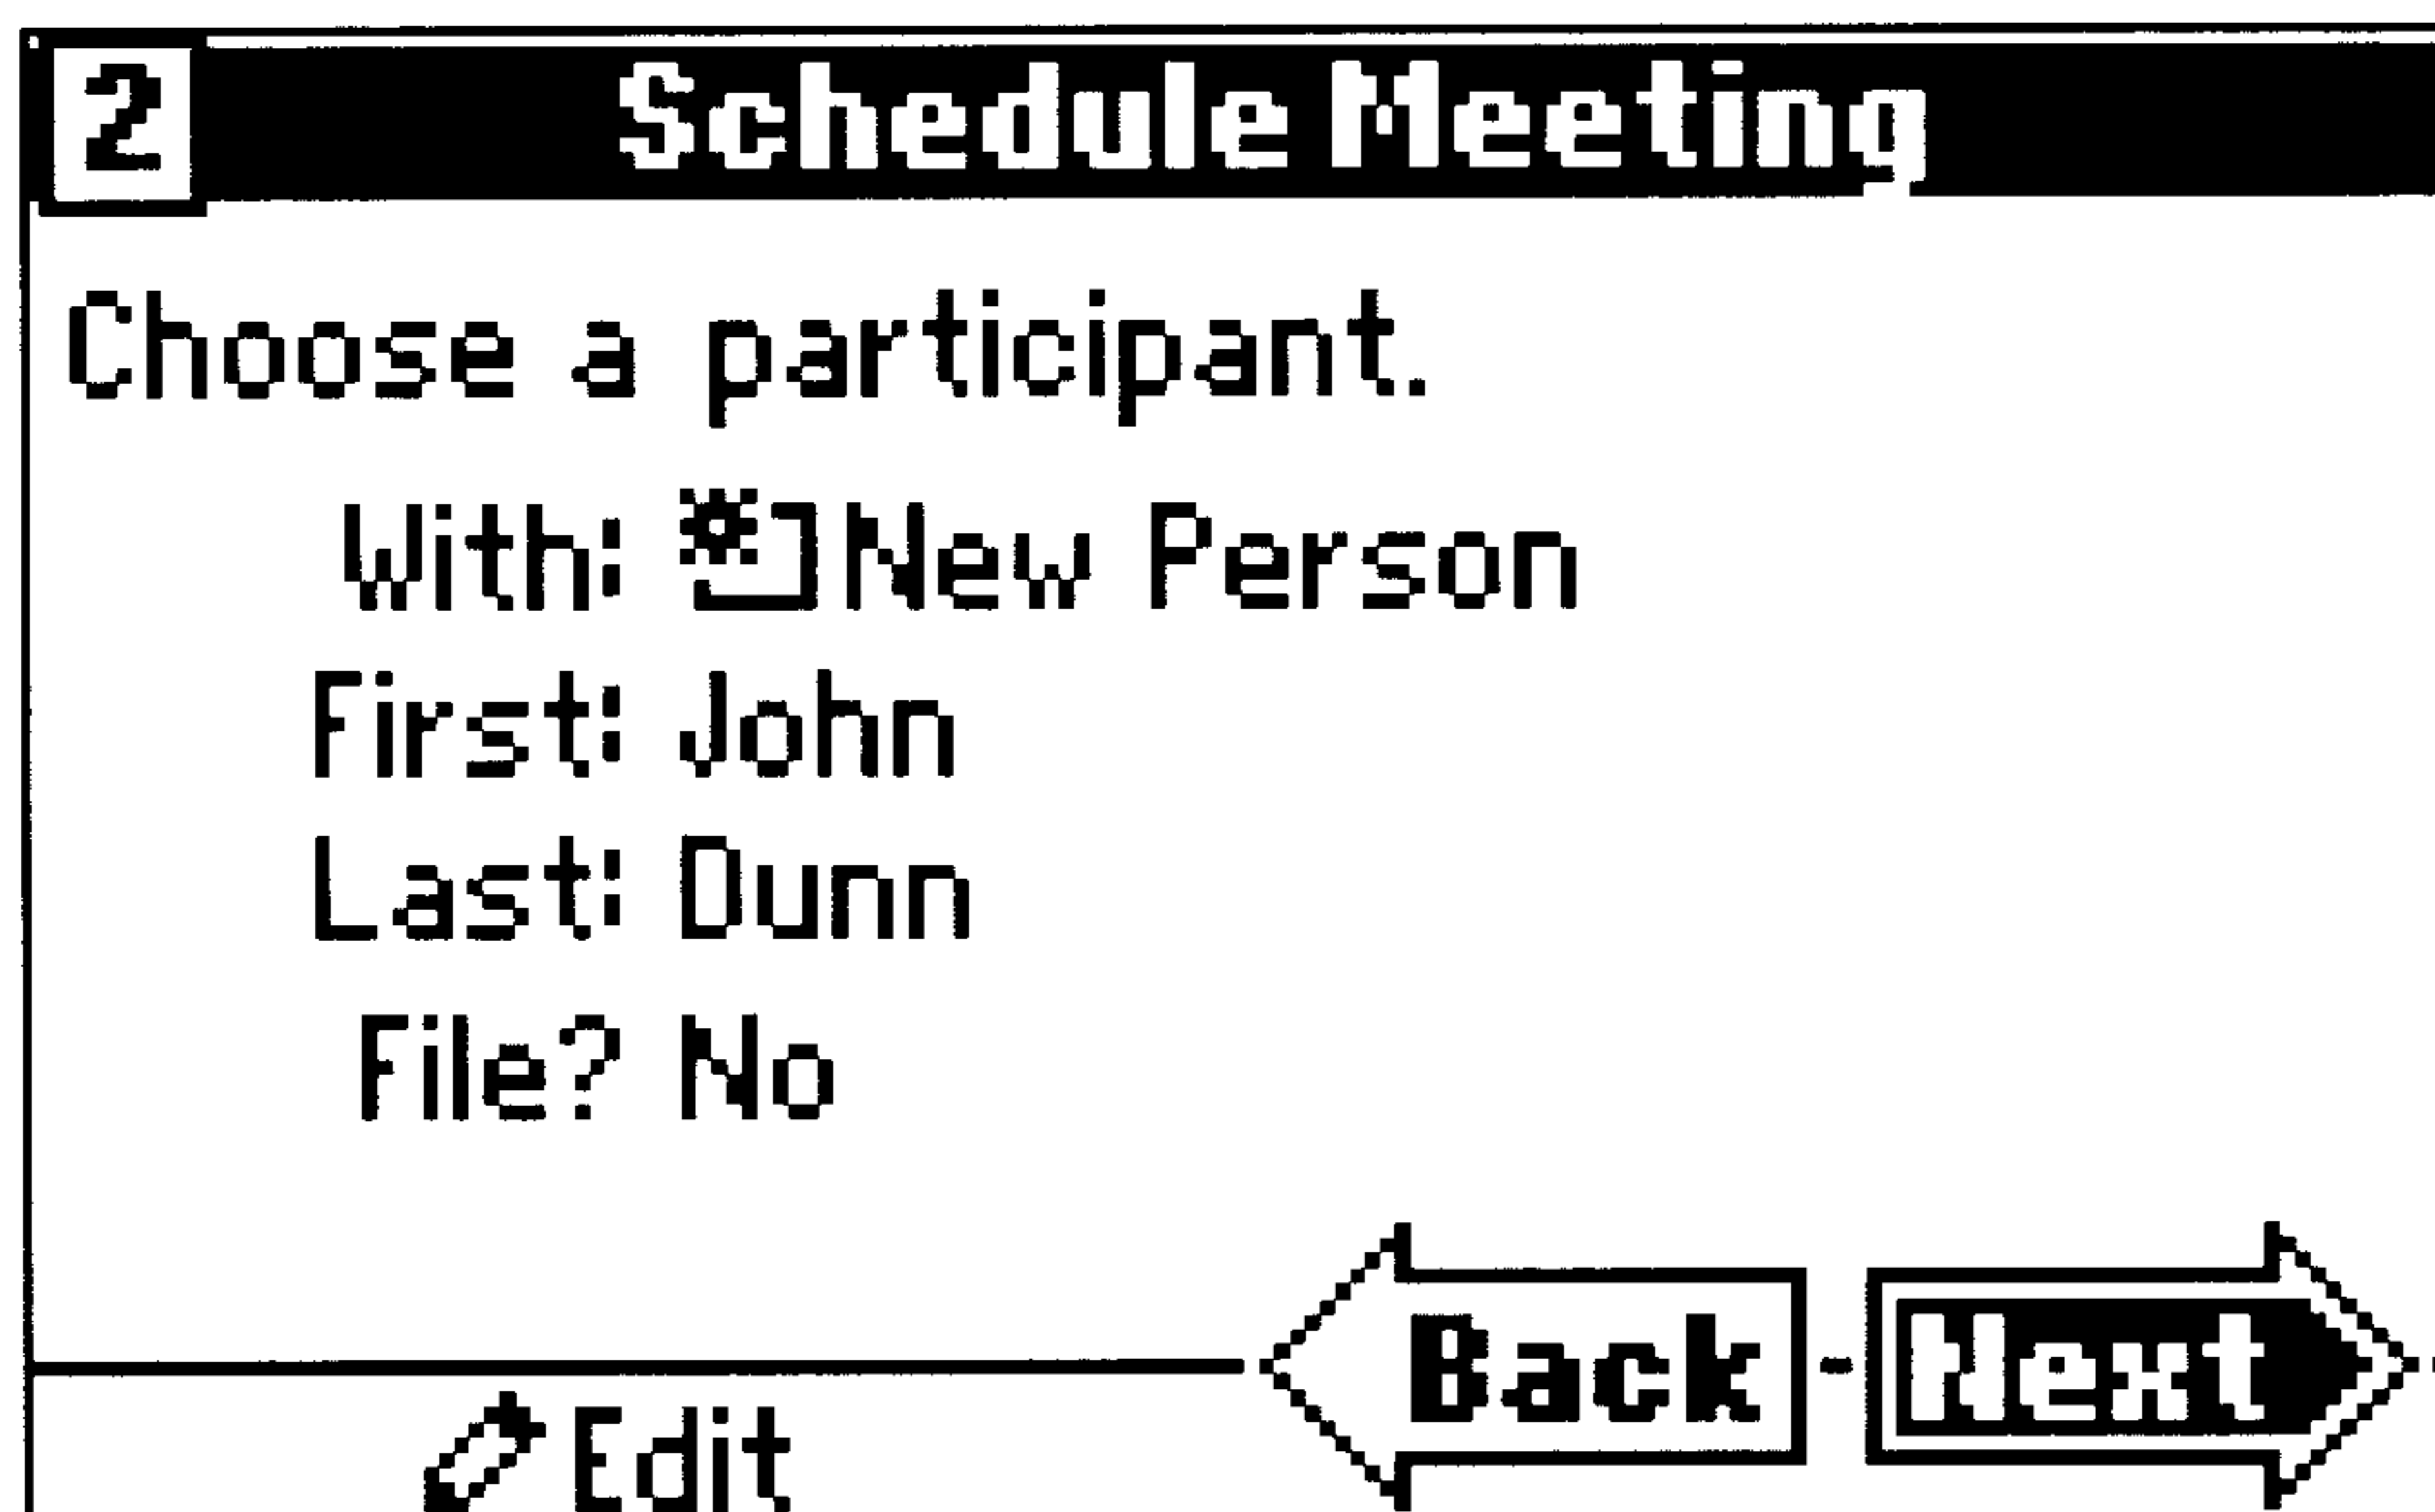 2 Schedule Meeting
Choose a participant.
With: New Person
First: John
Last: Dunn
File? No
Back Next
Edit